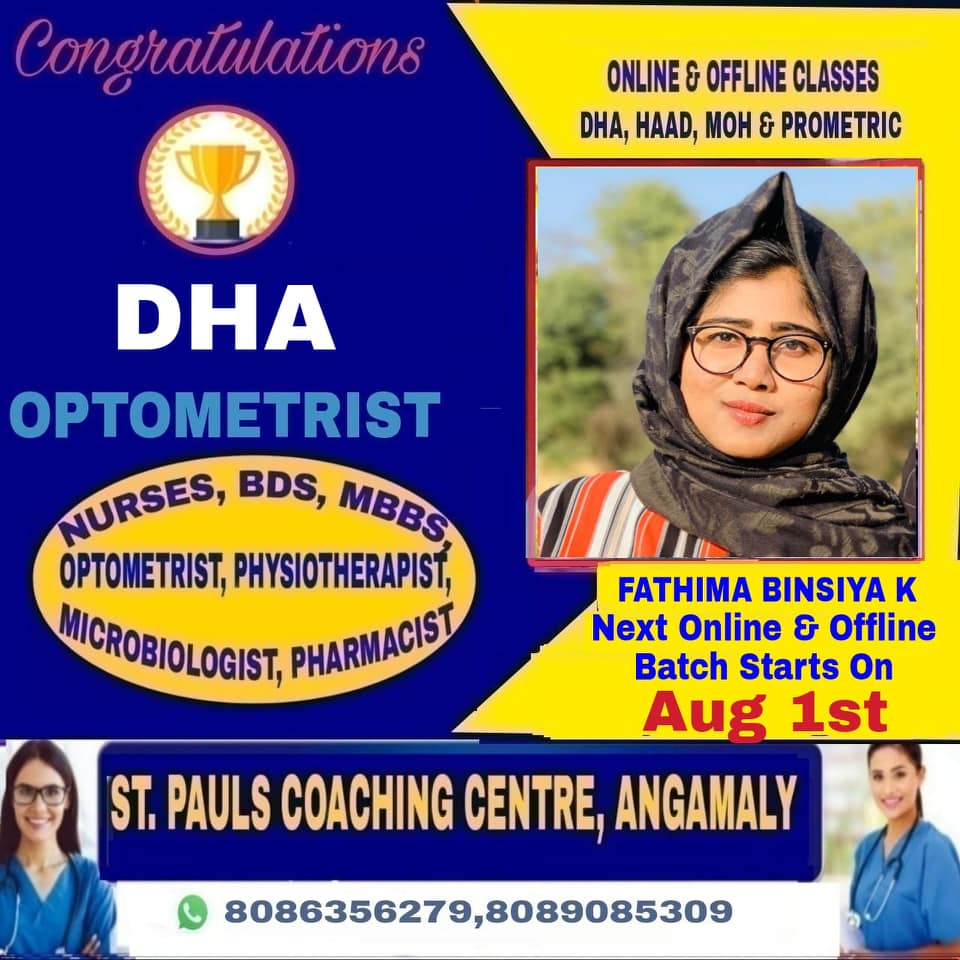 Congratulations
DHA
OPTOMETRIST
NURSES, BDS, MBBS,
OPTOMETRIST, PHYSIOTHERAPIST,
MICROBIOLOGIST, PHARMACIST
ONLINE & OFFLINE CLASSES
DHA, HAAD, MOH & PROMETRIC
FATHIMA BINSIYA K
Next Online & Offline
Batch Starts On
Aug 1st
ST. PAULS COACHING CENTRE, ANGAMALY
8086356279,8089085309